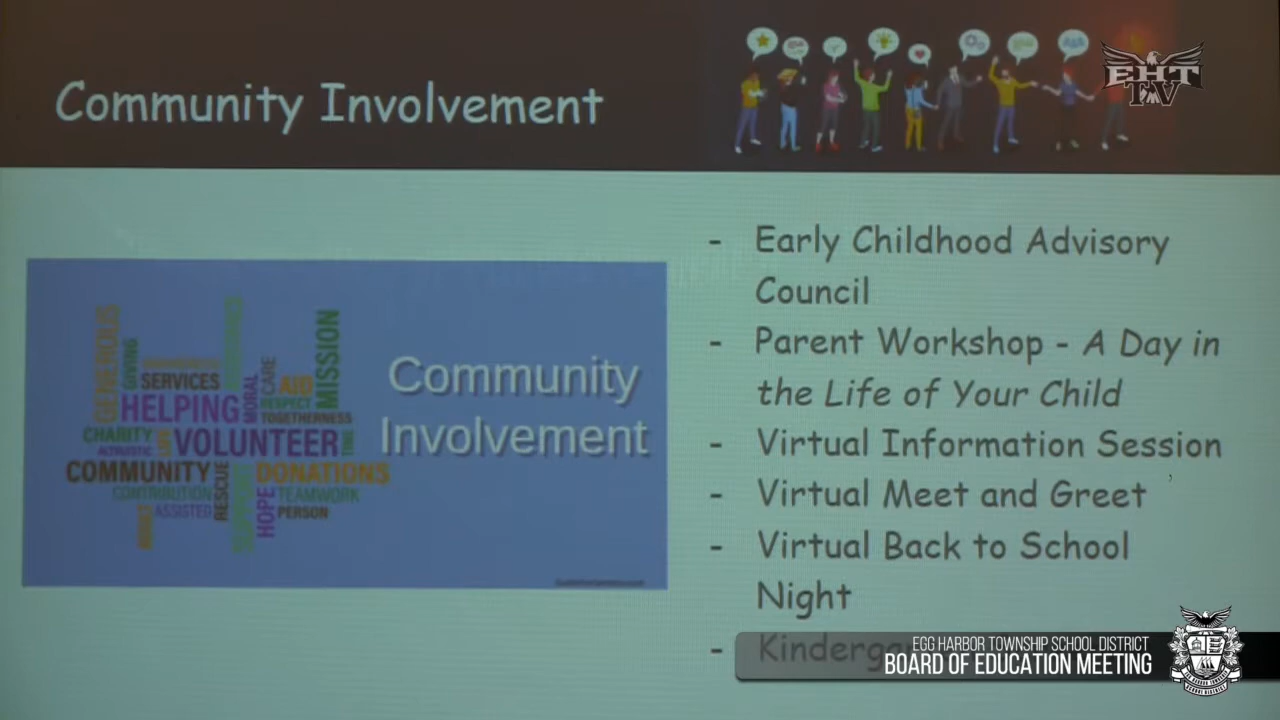 Community Involvement
EHT
TV
- Early Childhood Advisory
Council
- Parent Workshop - A Day in
the Life of Your Child
- Virtual Information Session
- Virtual Meet and Greet
- Virtual Back to School
Night
-
GENEROUS
GIVING
SERVICES
HELPING
MORAL
CARE
AID
MISSION
RESPECT
TOGETHERNESS
CHARITY
ALTRUISTIC
VOLUNTEER
COMMUNITY
DONATIONS
CONTRIBUTION
RESCUE
HOPE
TEAMWORK
ASSISTED
PERSON
Community
Involvement
EGG HARBOR TOWNSHIP SCHOOL DISTRICT
BOARD OF EDUCATION MEETING